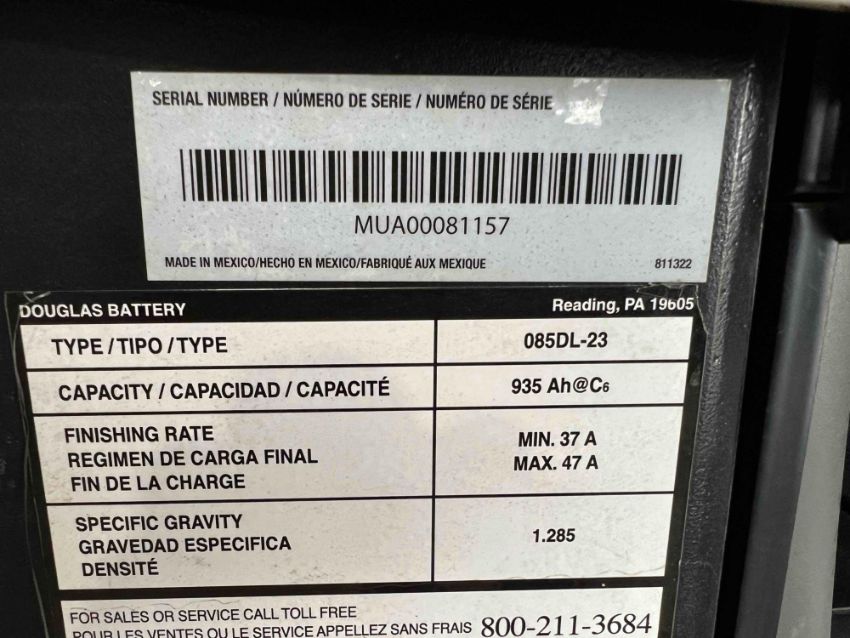 SERIAL NUMBER / NÚMERO DE SERIE / NUMÉRO DE SÉRIE
MUA00081157
MADE IN MEXICO/HECHO EN MEXICO/FABRIQUÉ AUX MEXIQUE 811322
DOUGLAS BATTERY Reading, PA 19605
TYPE / TIPO / TYPE 085DL-23
CAPACITY / CAPACIDAD / CAPACITÉ 935 Ah@C6
FINISHING RATE
REGIMEN DE CARGA FINAL
FIN DE LA CHARGE
MIN. 37 A
MAX. 47 A
SPECIFIC GRAVITY
GRAVEDAD ESPECIFICA
DENSITÉ
1.285
FOR SALES OR SERVICE CALL TOLL FREE
POUR LES VENTES OU LE SERVICE APPELLEZ SANS FRAIS 800-211-3684